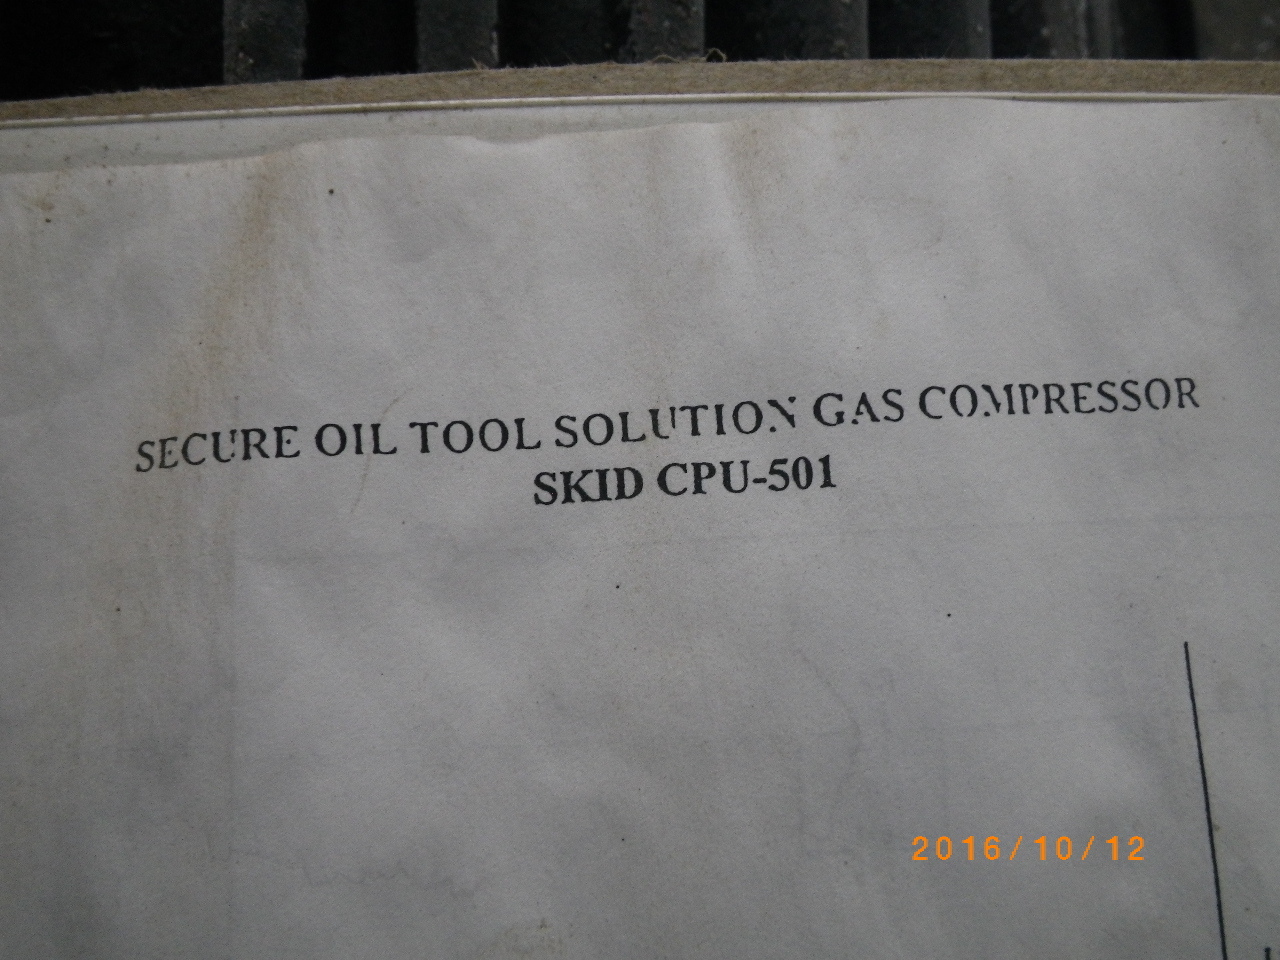 SECURE OIL TOOL SOLUTION GAS COMPRESSOR
SKID CPU-501
2016/10/12